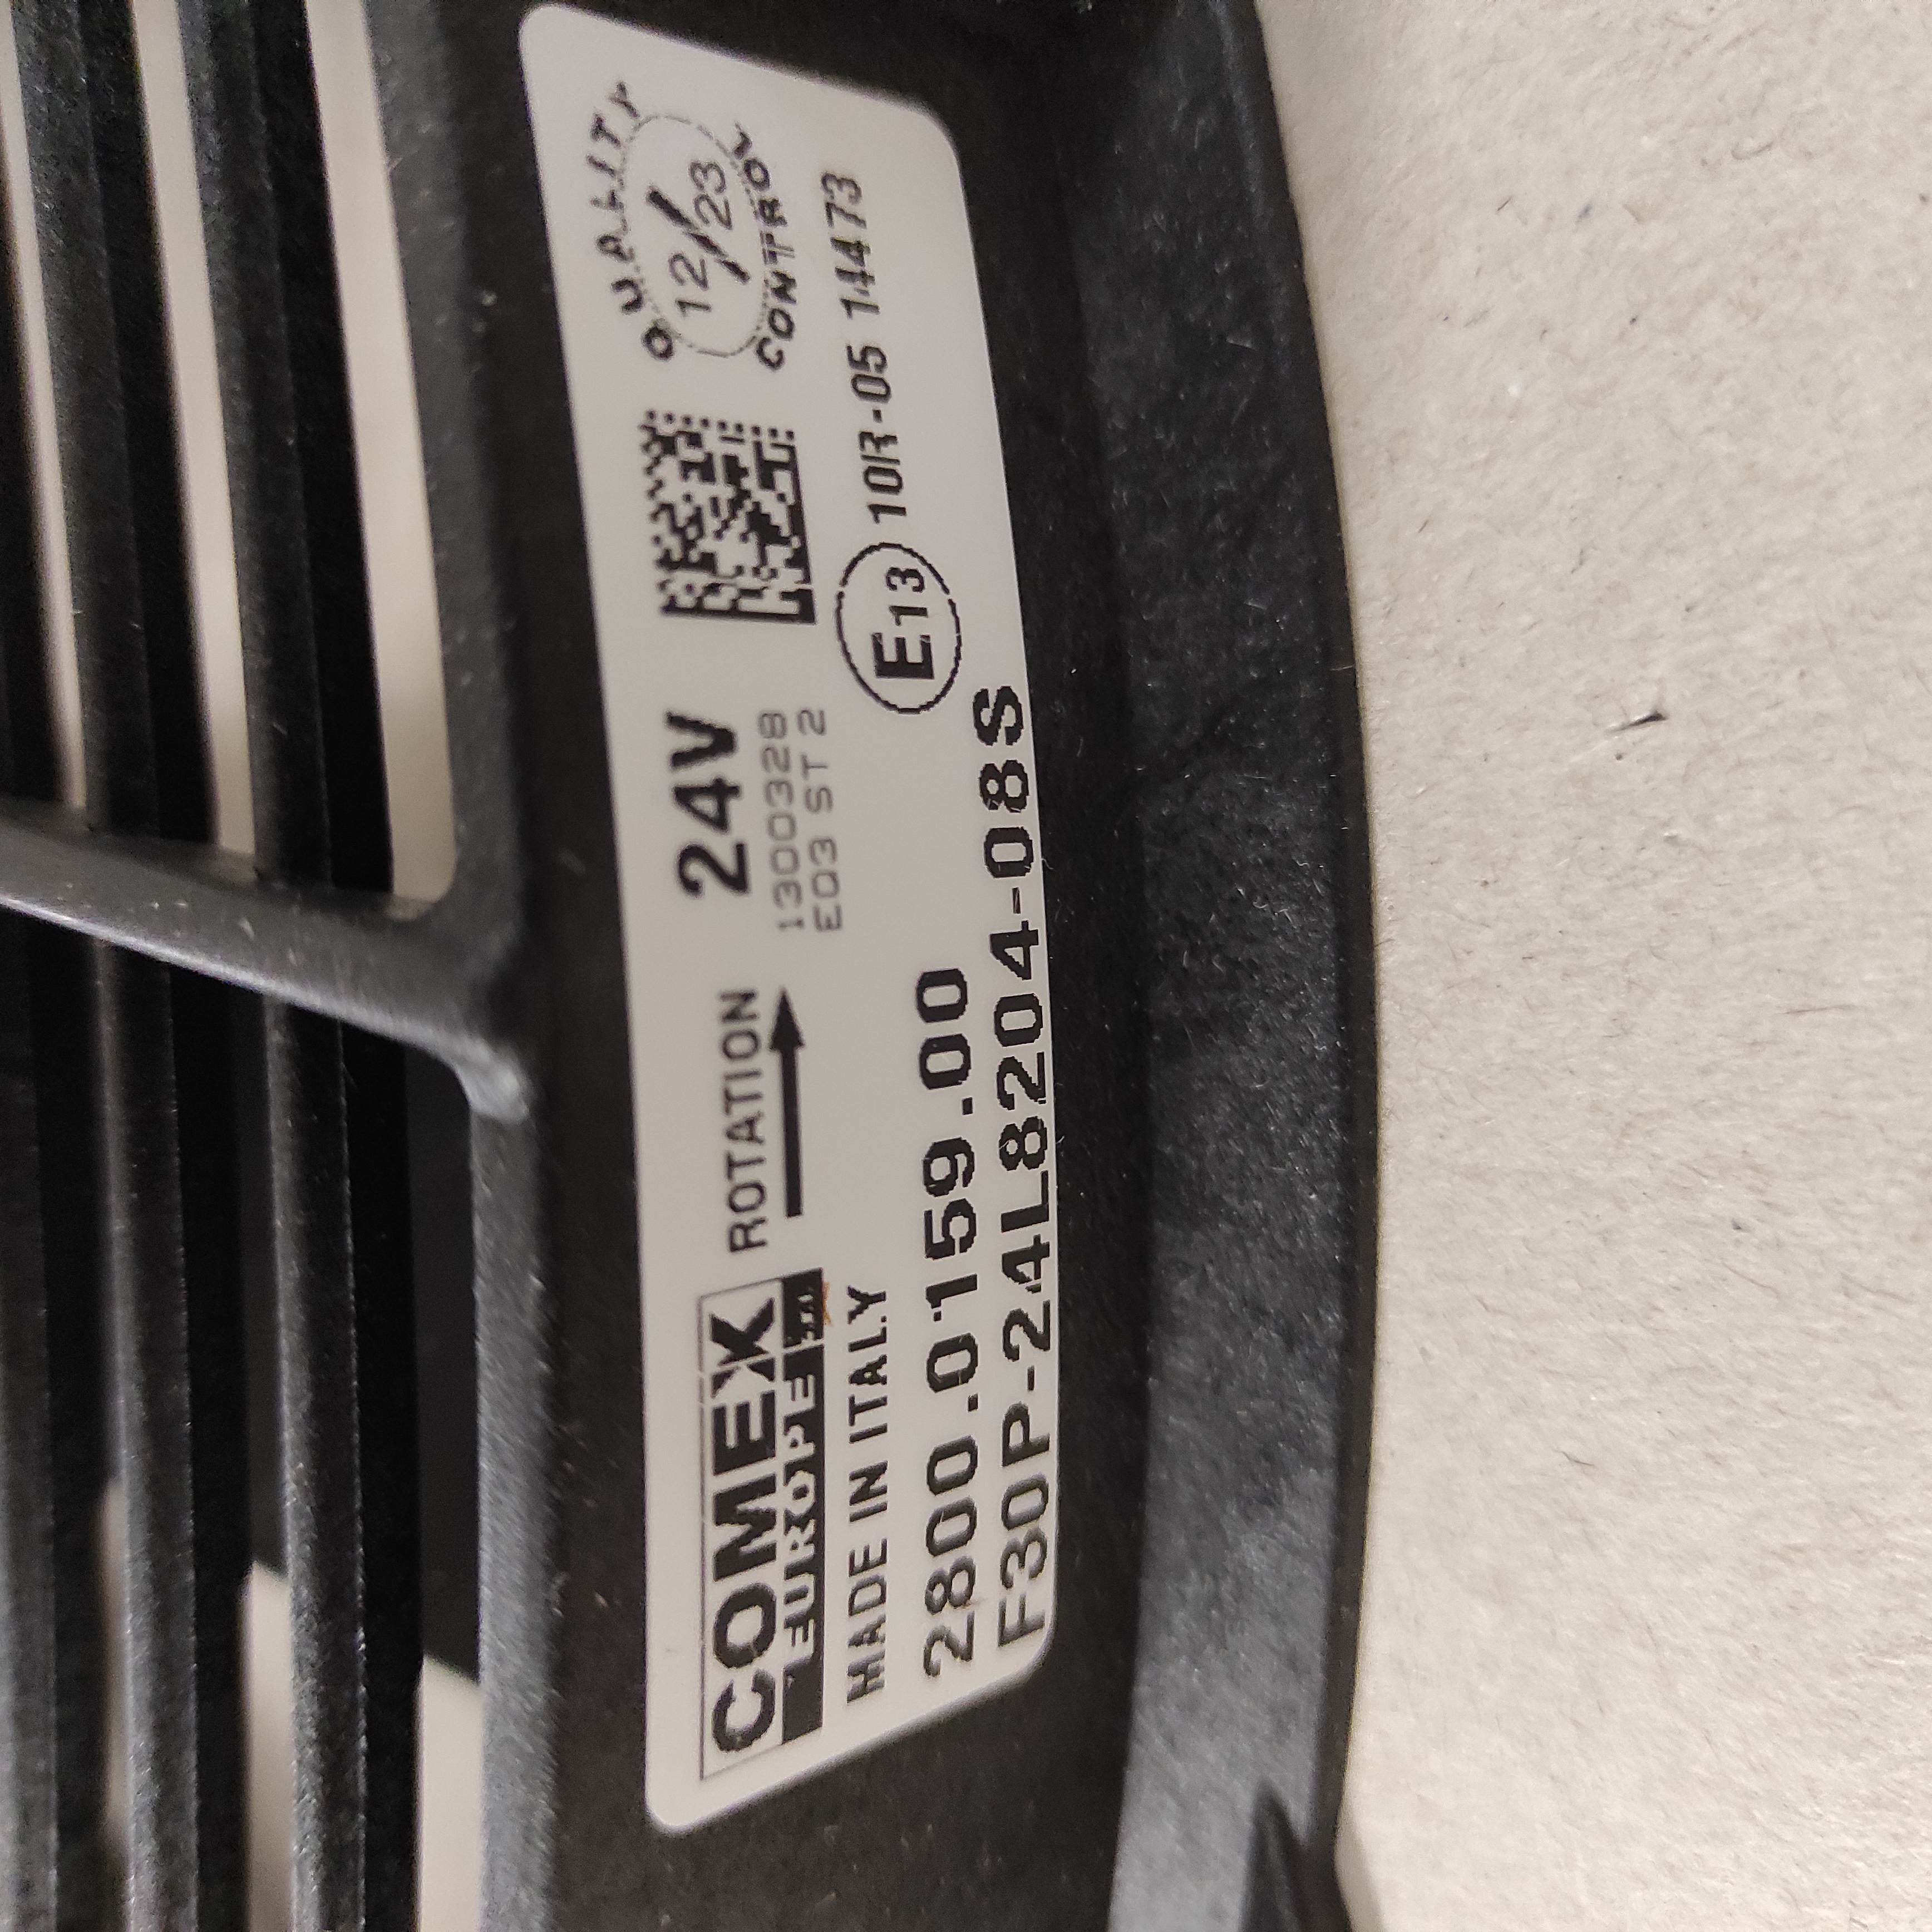 COMEX
EUROPE
MADE IN ITALY
ROTATION
24V
1300328
EQ3 ST 2
QUALITY
12/23
CONTROL
E13 10R-05 14473
2800.0159.00
F30P-24L8204-08S